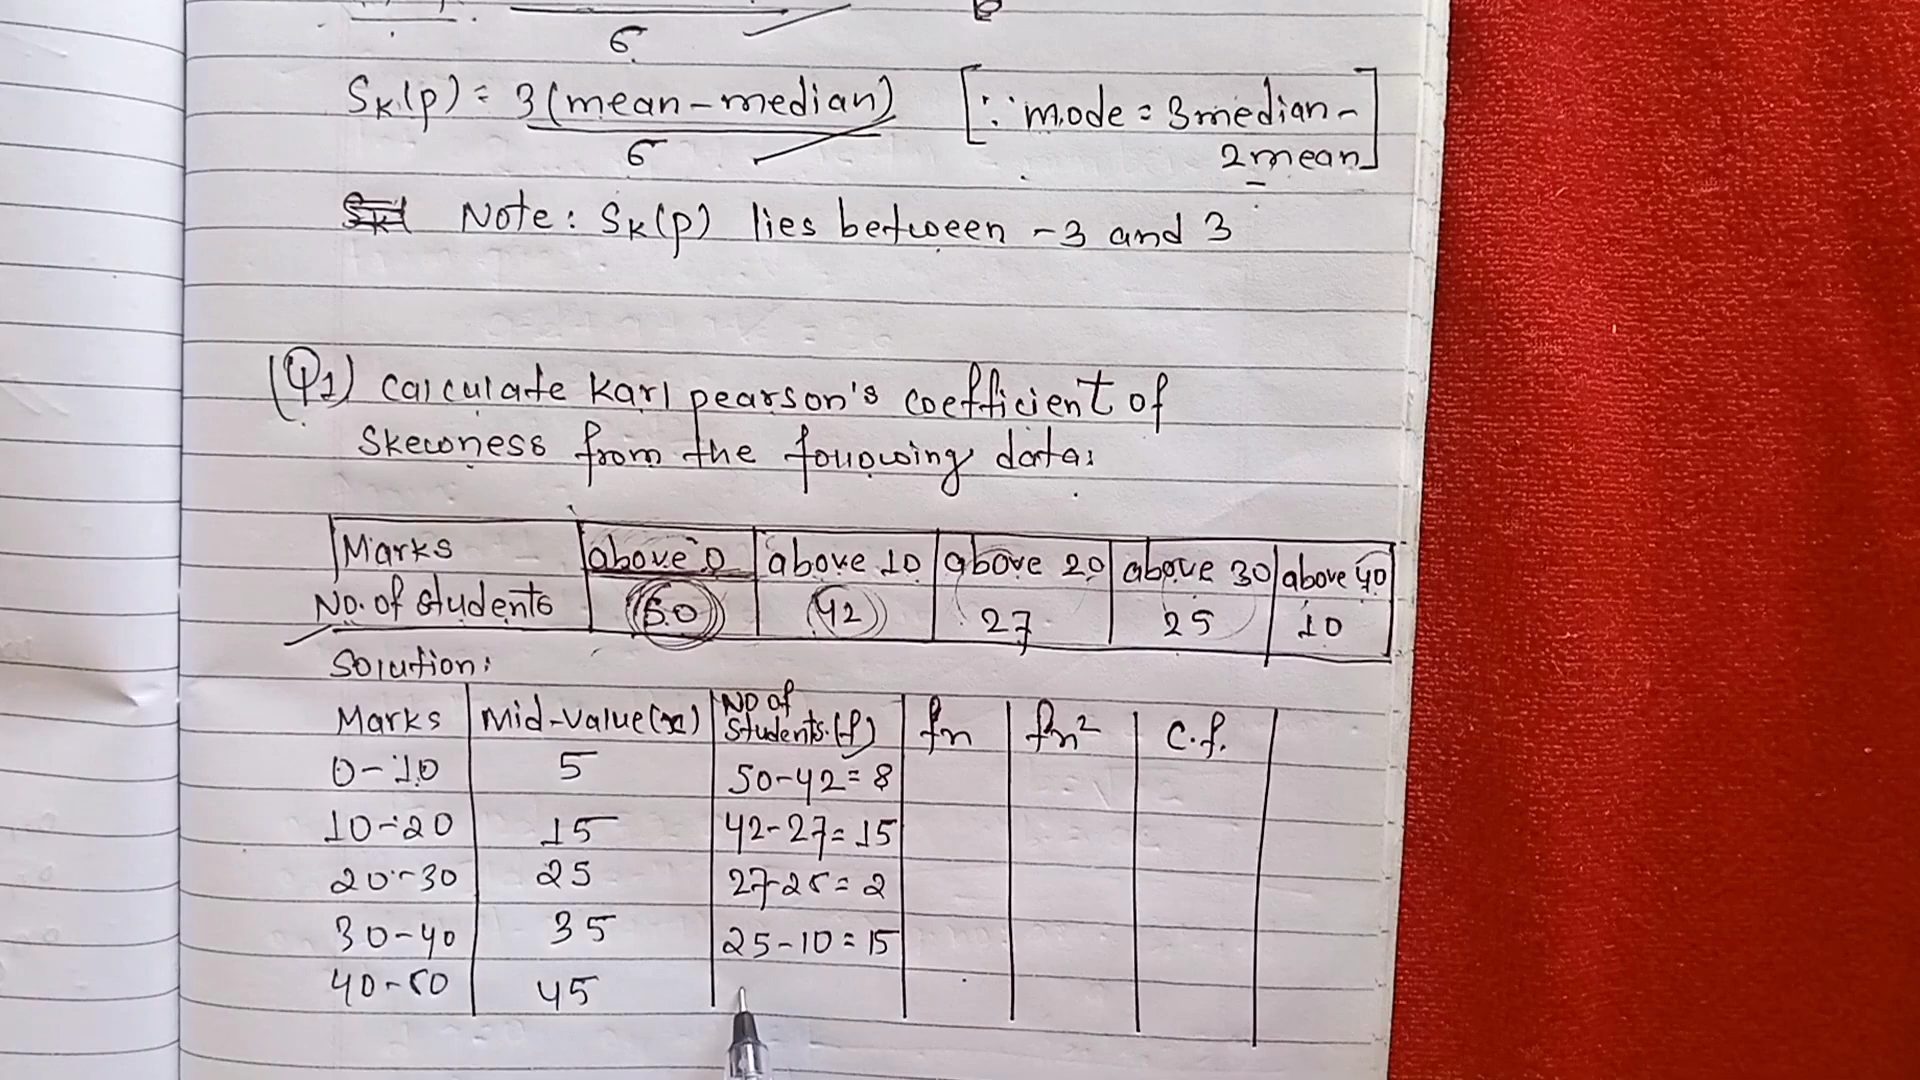 6
Sk(p) = 3(mean-median) [∵ mode = 3median-
6 2mean]
Note: Sk(p) lies between -3 and 3
(Q1) calculate Karl pearson's coefficient of
Skewness from the following data:
Marks above 0 above 10 above 20 above 30 above 40
No. of students 50 42 27 25 10
Solution:
Marks Mid-value(x) No of Students.(f) fx fx² c.f.
0-10 5 50-42=8
10-20 15 42-27=15
20-30 25 27-25=2
30-40 35 25-10=15
40-50 45